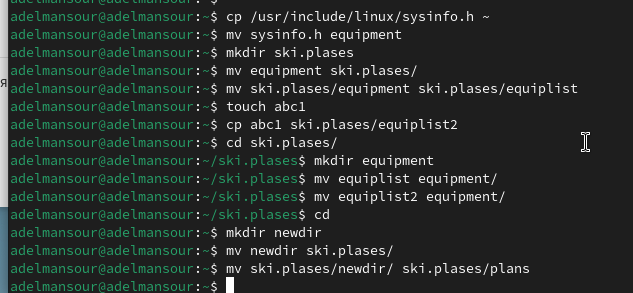 adelmansour@adelmansour:~$ cp /usr/include/linux/sysinfo.h ~
adelmansour@adelmansour:~$ mv sysinfo.h equipment
adelmansour@adelmansour:~$ mkdir ski.plases
adelmansour@adelmansour:~$ mv equipment ski.plases/
adelmansour@adelmansour:~$ mv ski.plases/equipment ski.plases/equiplist
adelmansour@adelmansour:~$ touch abc1
adelmansour@adelmansour:~$ cp abc1 ski.plases/equiplist2
adelmansour@adelmansour:~$ cd ski.plases/
adelmansour@adelmansour:~/ski.plases$ mkdir equipment
adelmansour@adelmansour:~/ski.plases$ mv equiplist equipment/
adelmansour@adelmansour:~/ski.plases$ mv equiplist2 equipment/
adelmansour@adelmansour:~/ski.plases$ cd
adelmansour@adelmansour:~$ mkdir newdir
adelmansour@adelmansour:~$ mv newdir ski.plases/
adelmansour@adelmansour:~$ mv ski.plases/newdir/ ski.plases/plans
adelmansour@adelmansour:~$